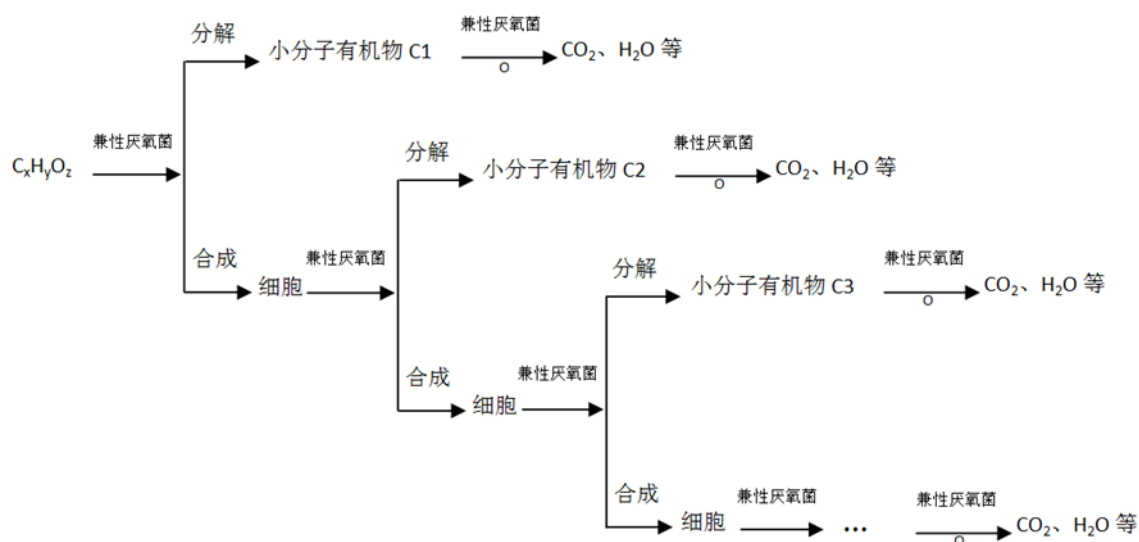 分解 小分子有机物 C1 兼性厌氧菌 O CO₂、H₂O 等
CₓHᵧO_z 兼性厌氧菌
分解 小分子有机物 C2 兼性厌氧菌 O CO₂、H₂O 等
合成 细胞 兼性厌氧菌
分解 小分子有机物 C3 兼性厌氧菌 O CO₂、H₂O 等
合成 细胞 兼性厌氧菌
合成 细胞 兼性厌氧菌 ... 兼性厌氧菌 O CO₂、H₂O 等